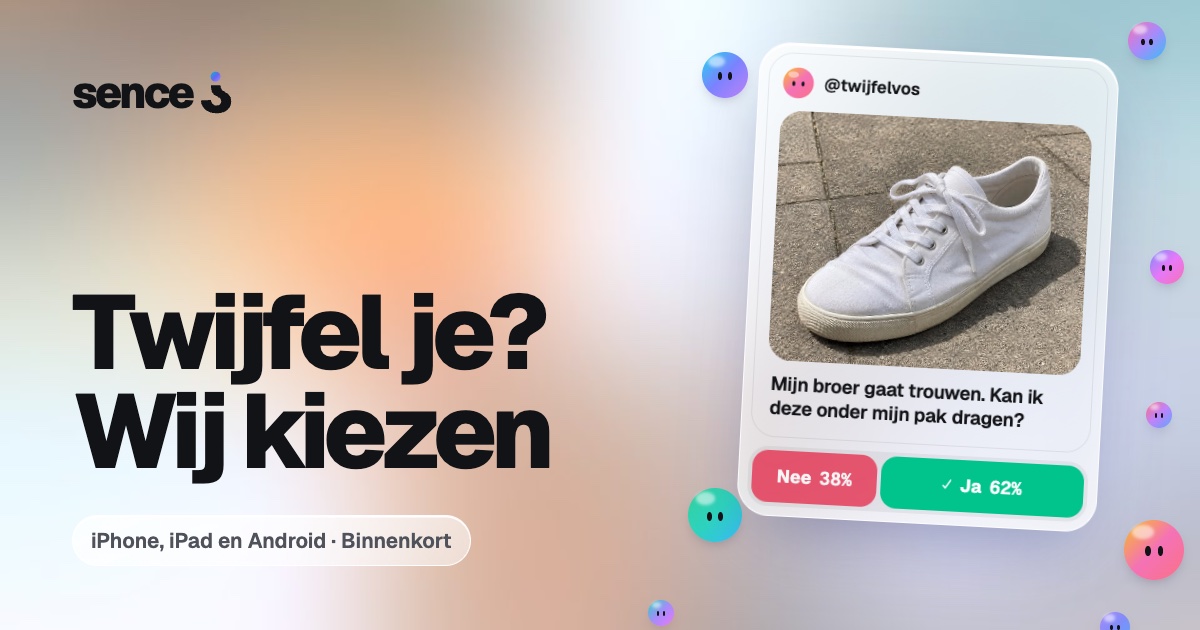 sence
Twijfel je?
Wij kiezen
iPhone, iPad en Android · Binnenkort
@twijfelvos
Mijn broer gaat trouwen. Kan ik
deze onder mijn pak dragen?
Nee 38%
✓ Ja 62%